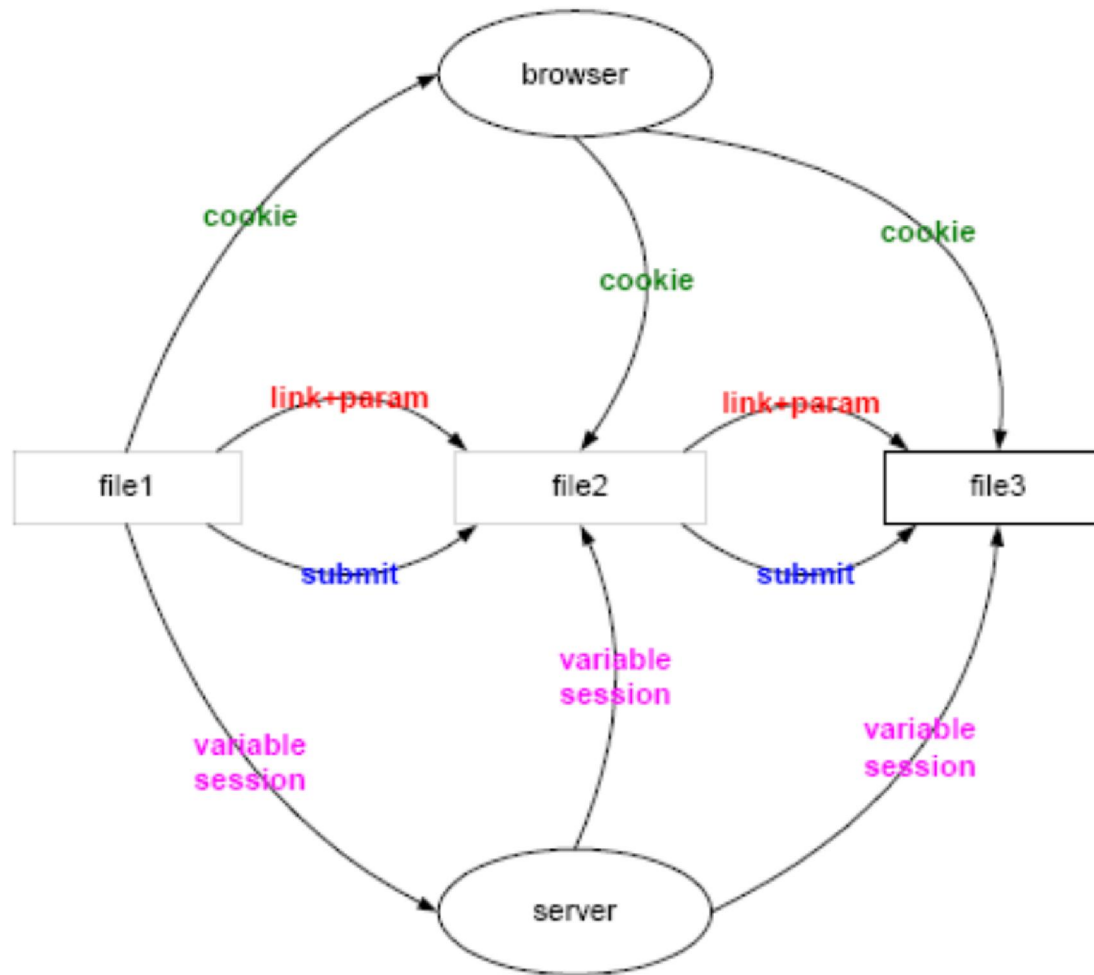 browser
cookie
cookie
cookie
link+param
link+param
file1
file2
file3
submit
submit
variable
session
variable
session
variable
session
server